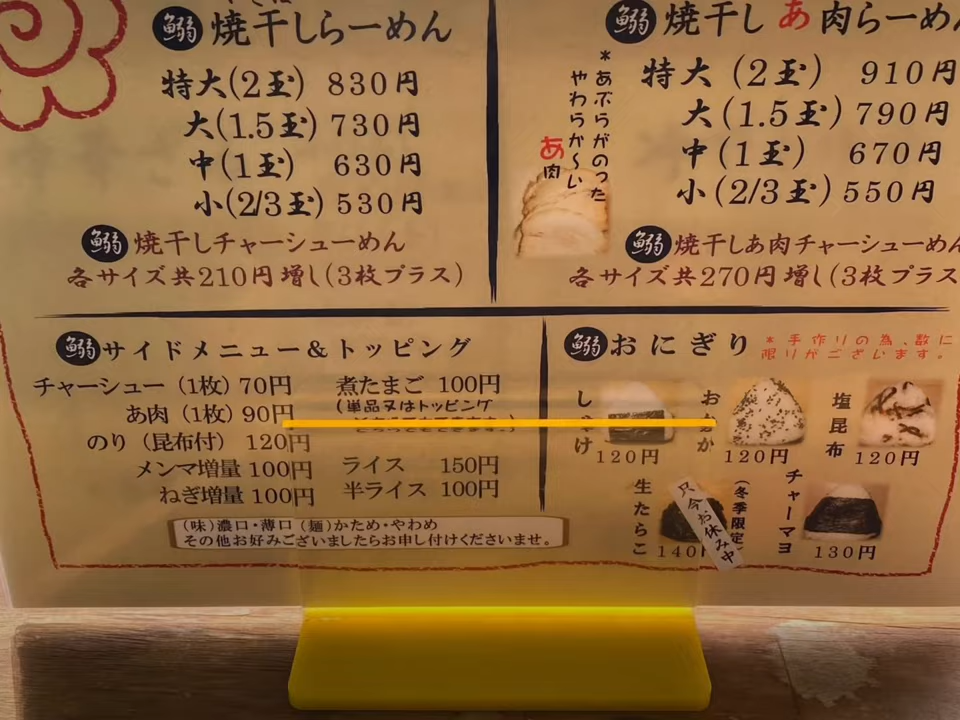 鰯 焼干しらーめん
特大(2玉) 830円
大(1.5玉) 730円
中(1玉) 630円
小(2/3玉) 530円
鰯 焼干しチャーシューめん
各サイズ共210円増し(3枚プラス)
鰯 焼干し あ肉らーめん
特大(2玉) 910円
大(1.5玉) 790円
中(1玉) 670円
小(2/3玉) 550円
*あぶらがのった
やわらか〜い
あ肉
鰯 焼干しあ肉チャーシューめん
各サイズ共270円増し(3枚プラス)
鰯 サイドメニュー&トッピング
チャーシュー(1枚) 70円
あ肉(1枚) 90円
のり(昆布付) 120円
メンマ増量 100円
ねぎ増量 100円
煮たまご 100円
(単品又はトッピング
ライス 150円
半ライス 100円
(味)濃口・薄口 (麺)かため・やわめ
その他お好みございましたらお申し付けくださいませ。
鰯 おにぎり
*手作りの為、数に
限りがございます。
しゃけ
120円
おかか
120円
塩昆布
120円
生たらこ
(冬季限定)
140円
只今お休み中
チャーマヨ
130円